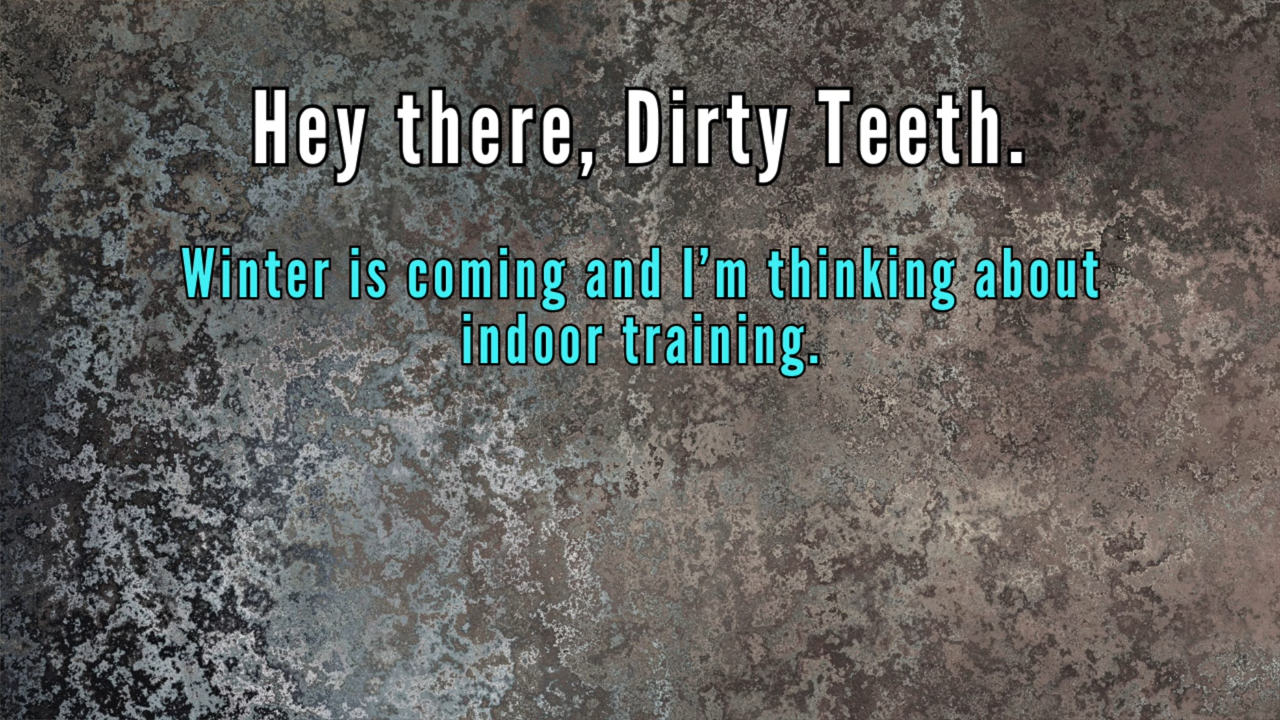 Hey there, Dirty Teeth.
Winter is coming and I’m thinking about
indoor training.